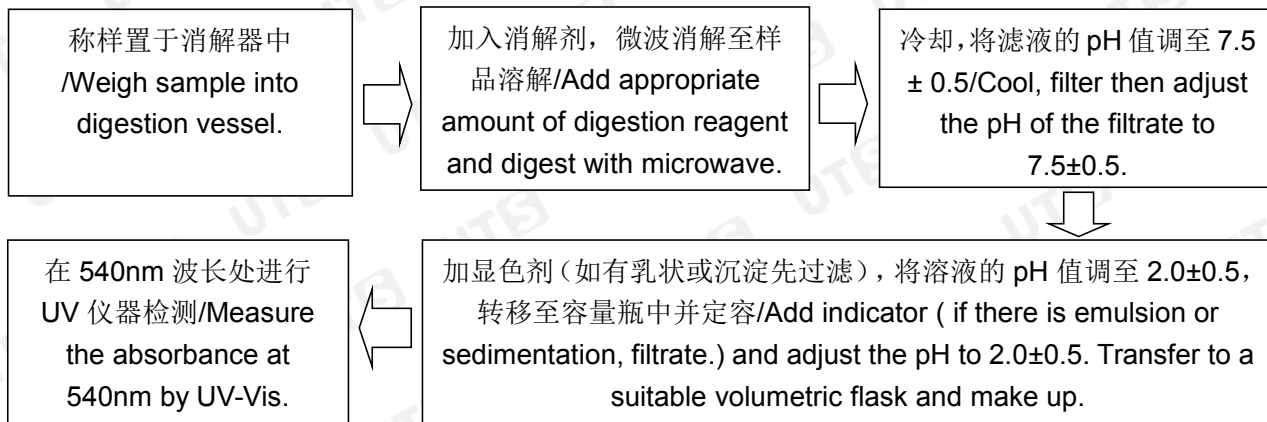 称样置于消解器中
/Weigh sample into
digestion vessel.
加入消解剂，微波消解至样
品溶解/Add appropriate
amount of digestion reagent
and digest with microwave.
冷却，将滤液的 pH 值调至 7.5
± 0.5/Cool, filter then adjust
the pH of the filtrate to
7.5±0.5.
加显色剂（如有乳状或沉淀先过滤），将溶液的 pH 值调至 2.0±0.5，
转移至容量瓶中并定容/Add indicator ( if there is emulsion or
sedimentation, filtrate.) and adjust the pH to 2.0±0.5. Transfer to a
suitable volumetric flask and make up.
在 540nm 波长处进行
UV 仪器检测/Measure
the absorbance at
540nm by UV-Vis.